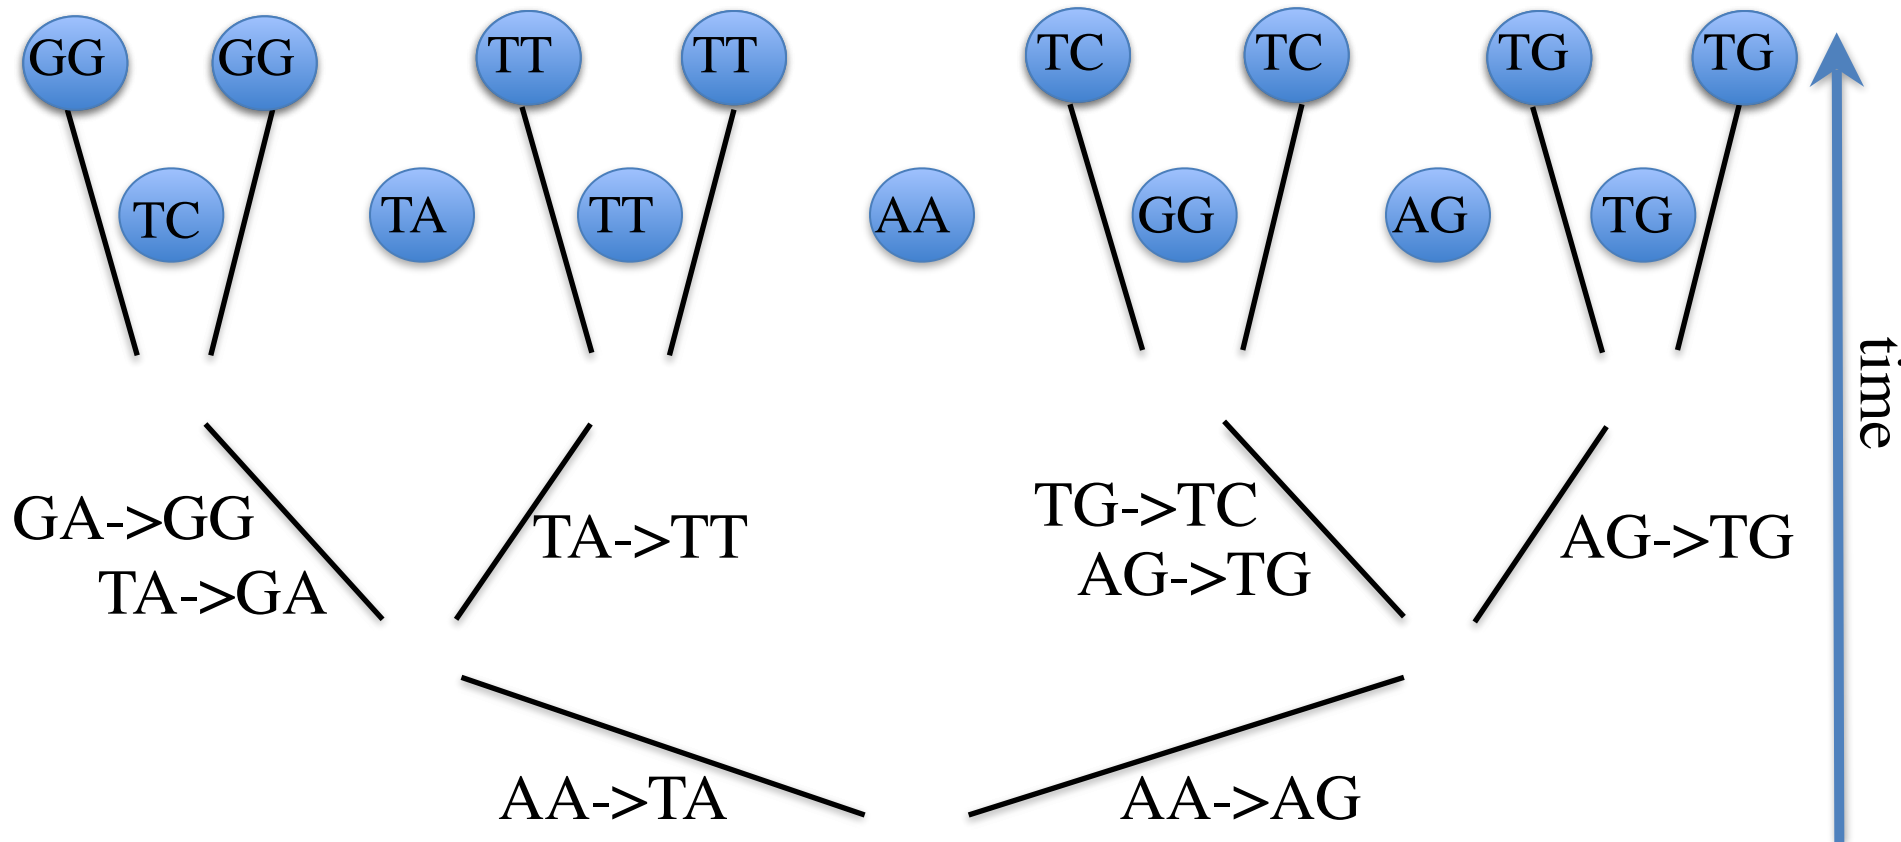 GG GG TT TT TC TC TG TG
TC TA TT AA GG AG TG
time
GA->GG TA->TT TG->TC AG->TG
TA->GA AG->TG
AA->TA AA->AG